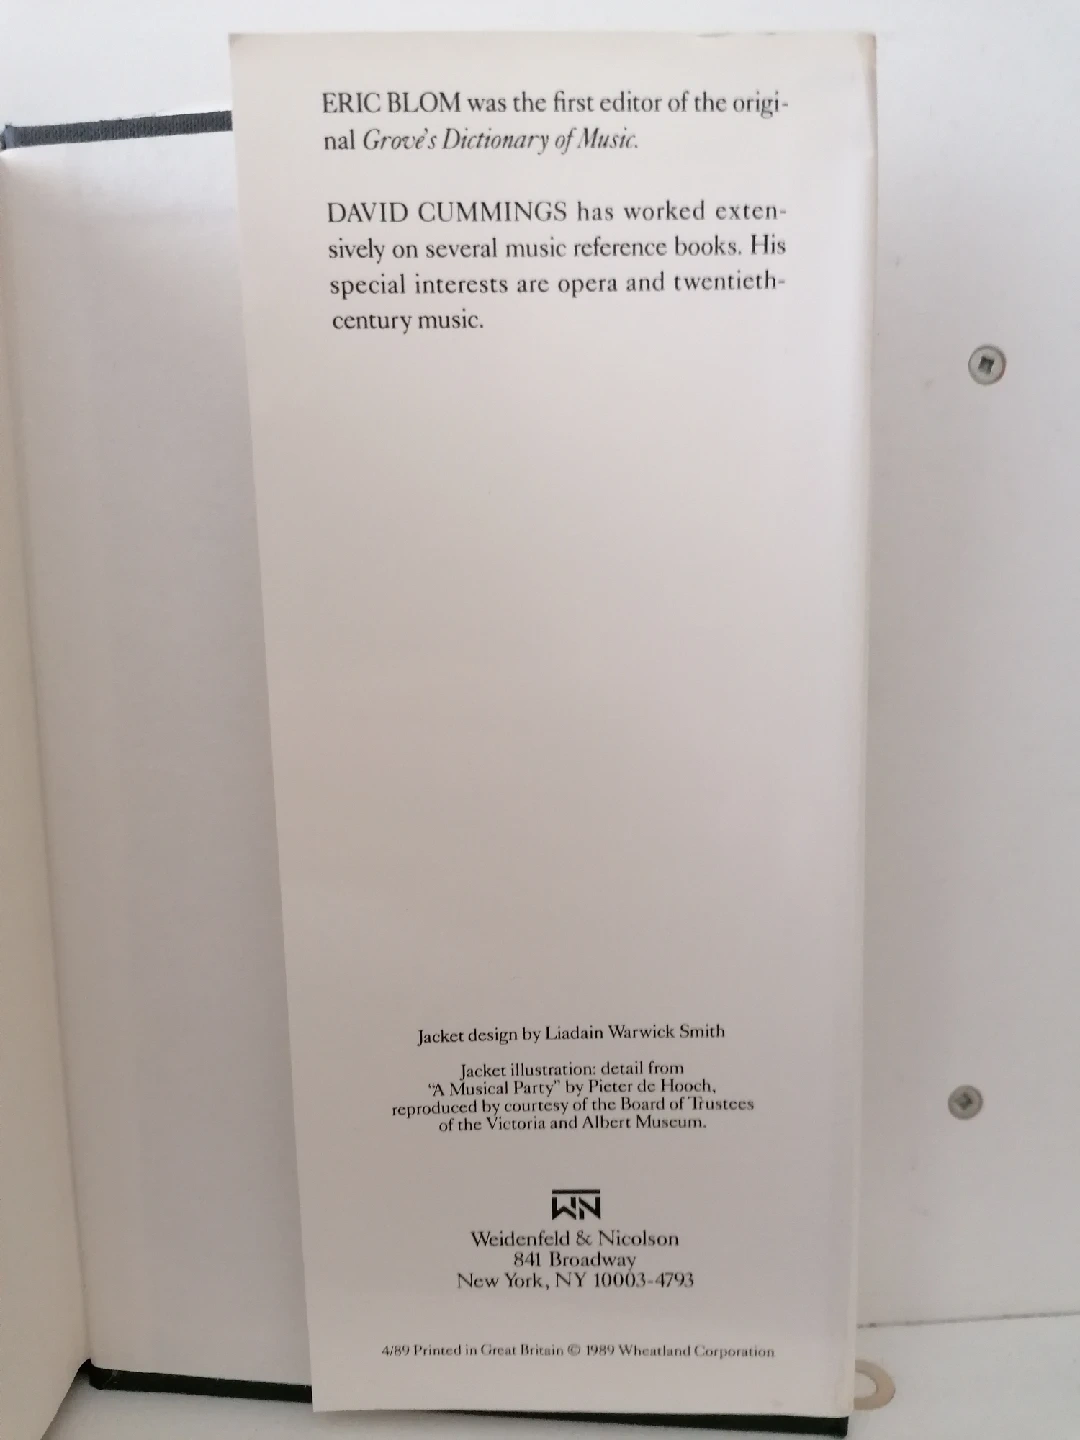 ERIC BLOM was the first editor of the origi-
nal Grove's Dictionary of Music.
DAVID CUMMINGS has worked exten-
sively on several music reference books. His
special interests are opera and twentieth-
century music.
Jacket design by Liadain Warwick Smith
Jacket illustration: detail from
"A Musical Party" by Pieter de Hooch,
reproduced by courtesy of the Board of Trustees
of the Victoria and Albert Museum.
WN
Weidenfeld & Nicolson
841 Broadway
New York, NY 10003-4793
4/89 Printed in Great Britain © 1989 Wheatland Corporation